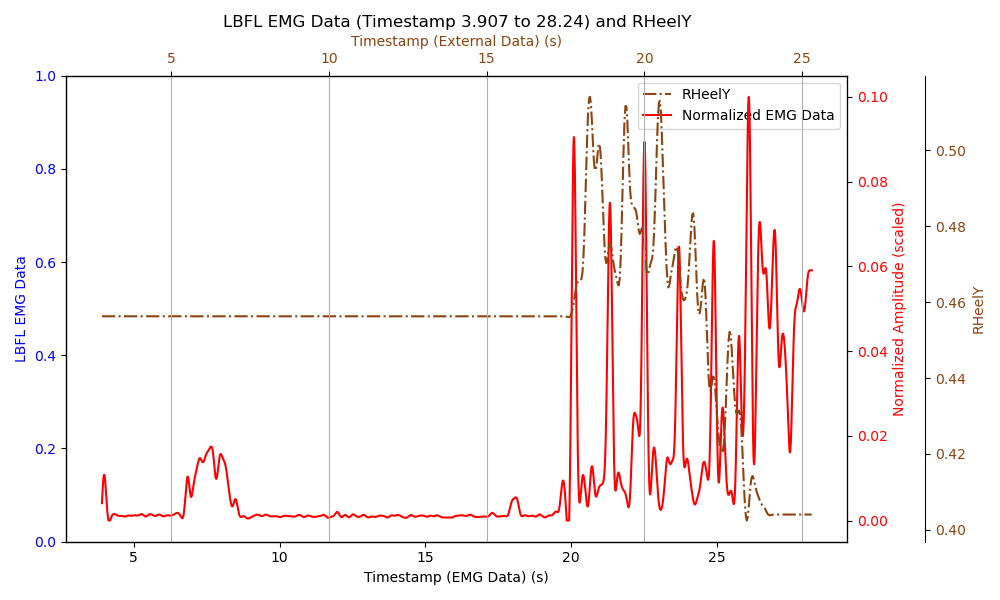 LBFL EMG Data (Timestamp 3.907 to 28.24) and RHeelY
Timestamp (External Data) (s)
5 10 15 20 25
1.0
0.8
0.6
0.4
0.2
0.0
LBFL EMG Data
RHeelY
Normalized EMG Data
0.10
0.08
0.06
0.04
0.02
0.00
Normalized Amplitude (scaled)
0.50
0.48
0.46
0.44
0.42
0.40
RHeelY
5 10 15 20 25
Timestamp (EMG Data) (s)